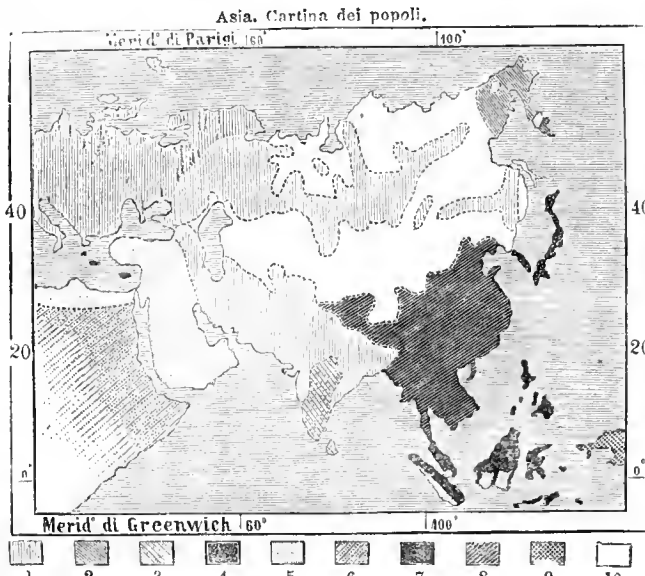 Asia. Cartina dei popoli.
Merid° di Parigi 60° 100°
40 40
20 20
0° 0°
Merid° di Greenwich 60° 100°
1 2 3 4 5 6 7 8 9 10